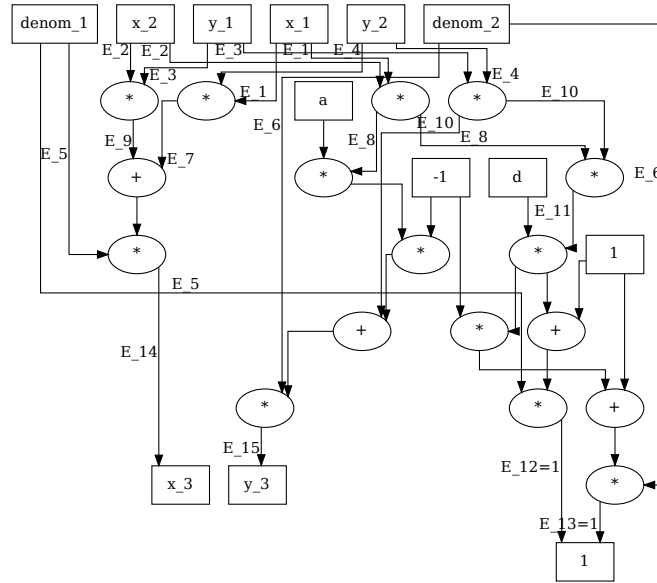 denom_1 x_2 y_1 x_1 y_2 denom_2
E_2 E_2 E_3 E_1 E_4
E_3 E_4
* * a * *
E_1 E_10
E_6 E_10
E_9 E_8 E_8
E_5 E_7
+ * -1 d * E_6
E_11
* * * 1
E_5
+ * +
E_14
* * +
E_15
E_12=1
x_3 y_3 *
E_13=1
1